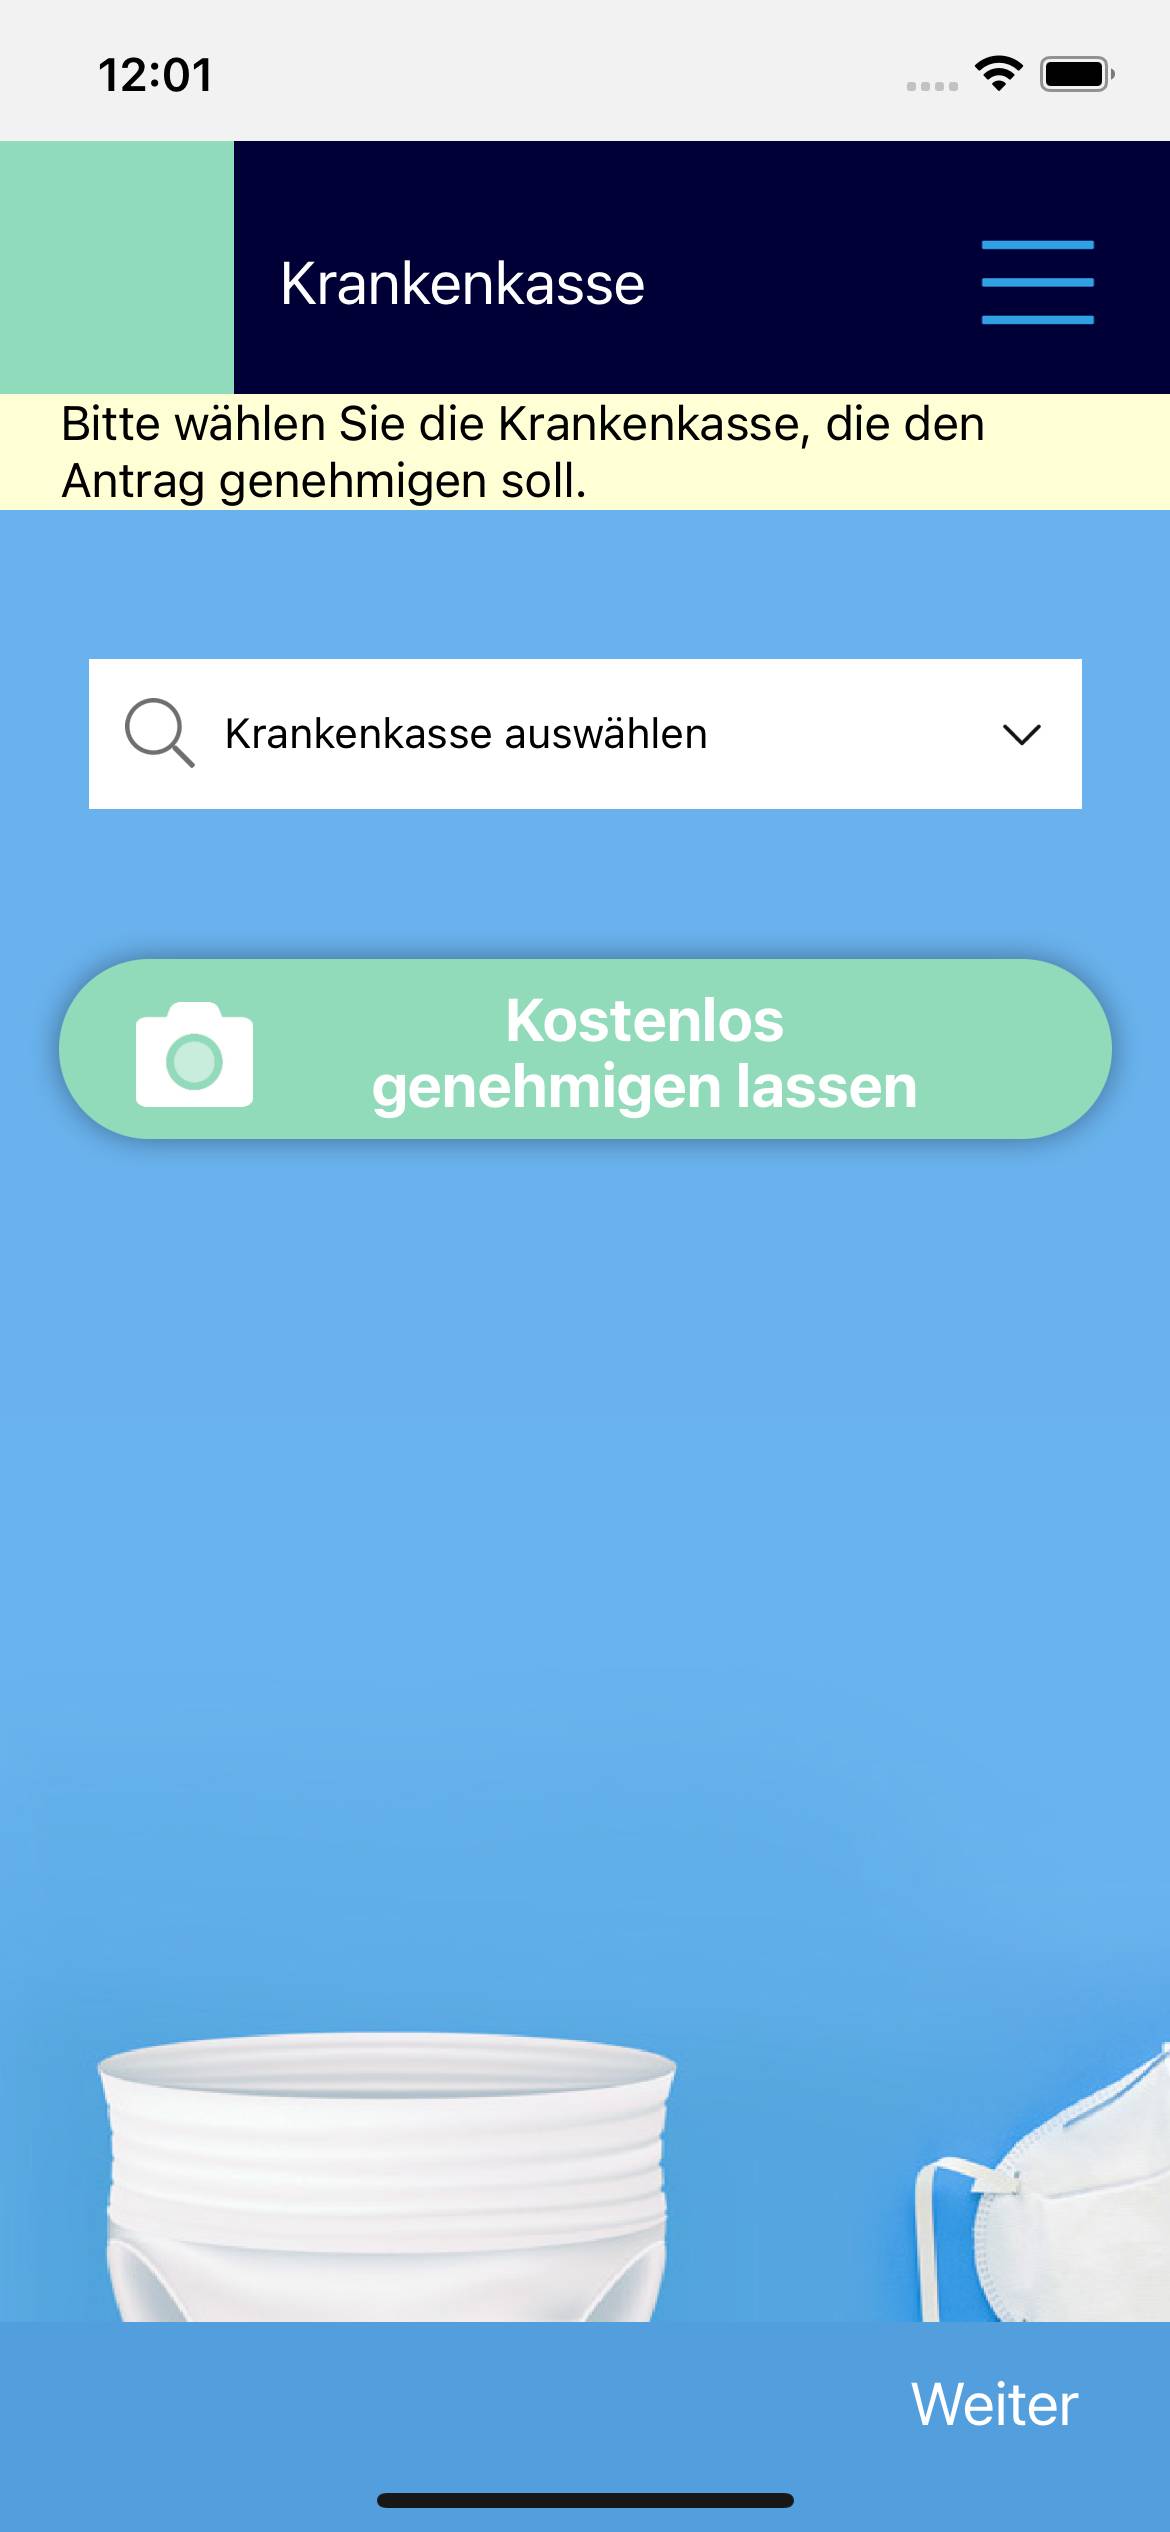 12:01
Krankenkasse
Bitte wählen Sie die Krankenkasse, die den
Antrag genehmigen soll.
Krankenkasse auswählen
Kostenlos
genehmigen lassen
Weiter